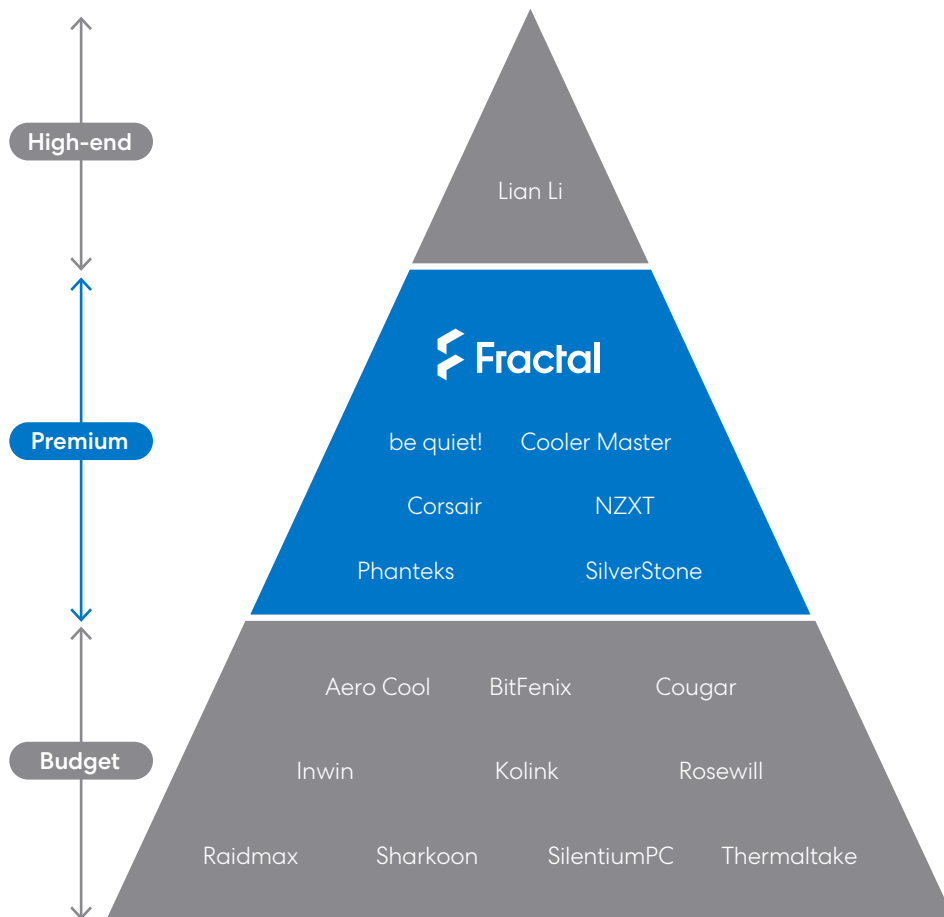 High-end
Lian Li
Fractal
Premium
be quiet! Cooler Master
Corsair NZXT
Phanteks SilverStone
Aero Cool BitFenix Cougar
Budget
Inwin Kolink Rosewill
Raidmax Sharkoon SilentiumPC Thermaltake